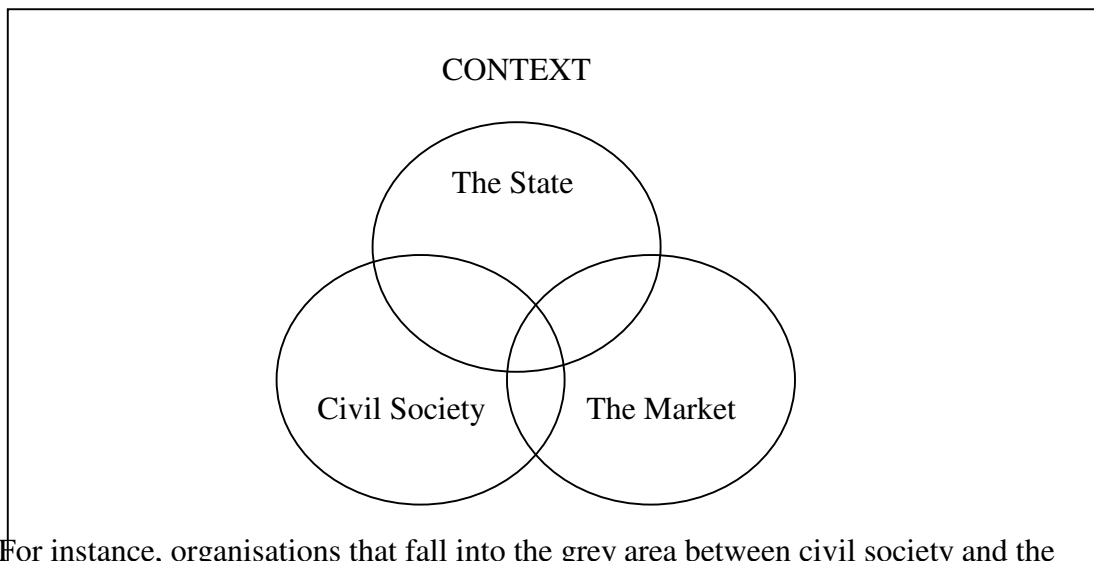 CONTEXT
The State
Civil Society
The Market
For instance, organisations that fall into the grey area between civil society and the